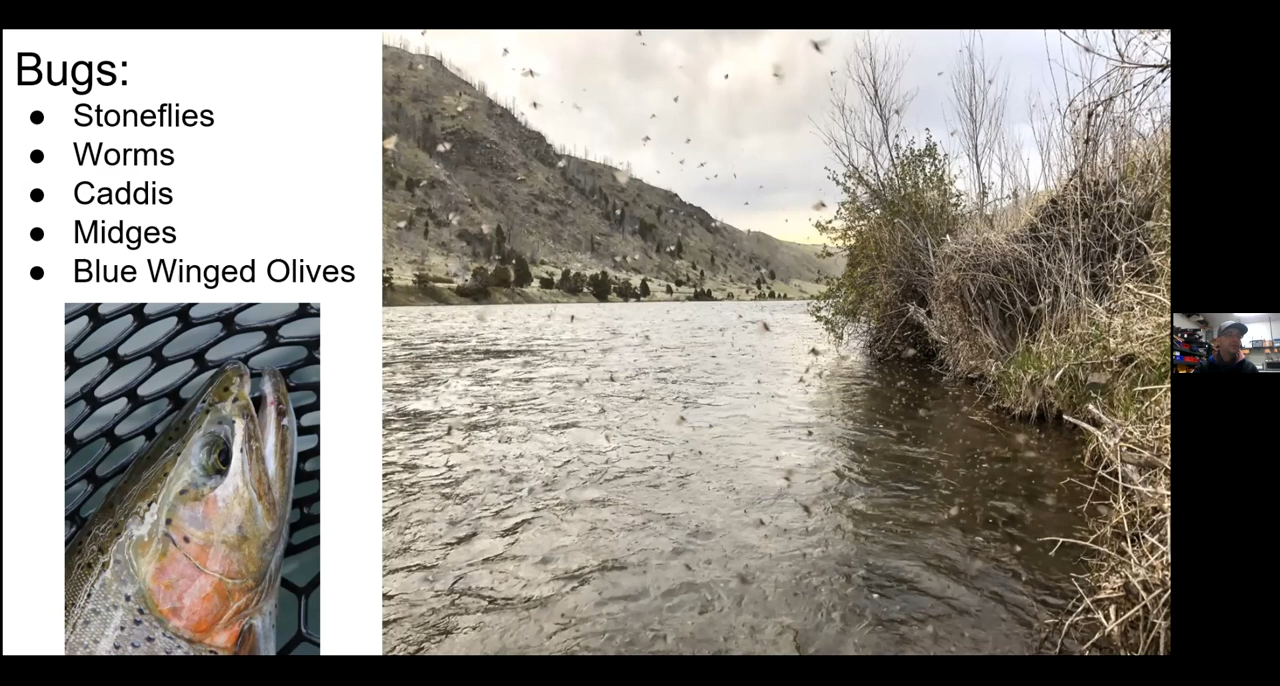 Bugs:
● Stoneflies
● Worms
● Caddis
● Midges
● Blue Winged Olives